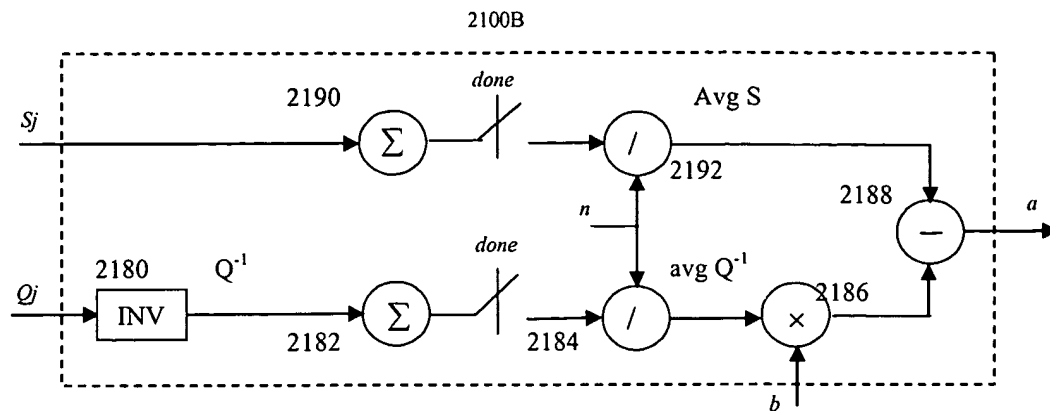 2100B
done
2190
Avg S
Sj
Σ
/
2192
2188
n
a
−
done
2180
Q⁻¹
avg Q⁻¹
Qj
2186
INV
Σ
/
×
2182
2184
b